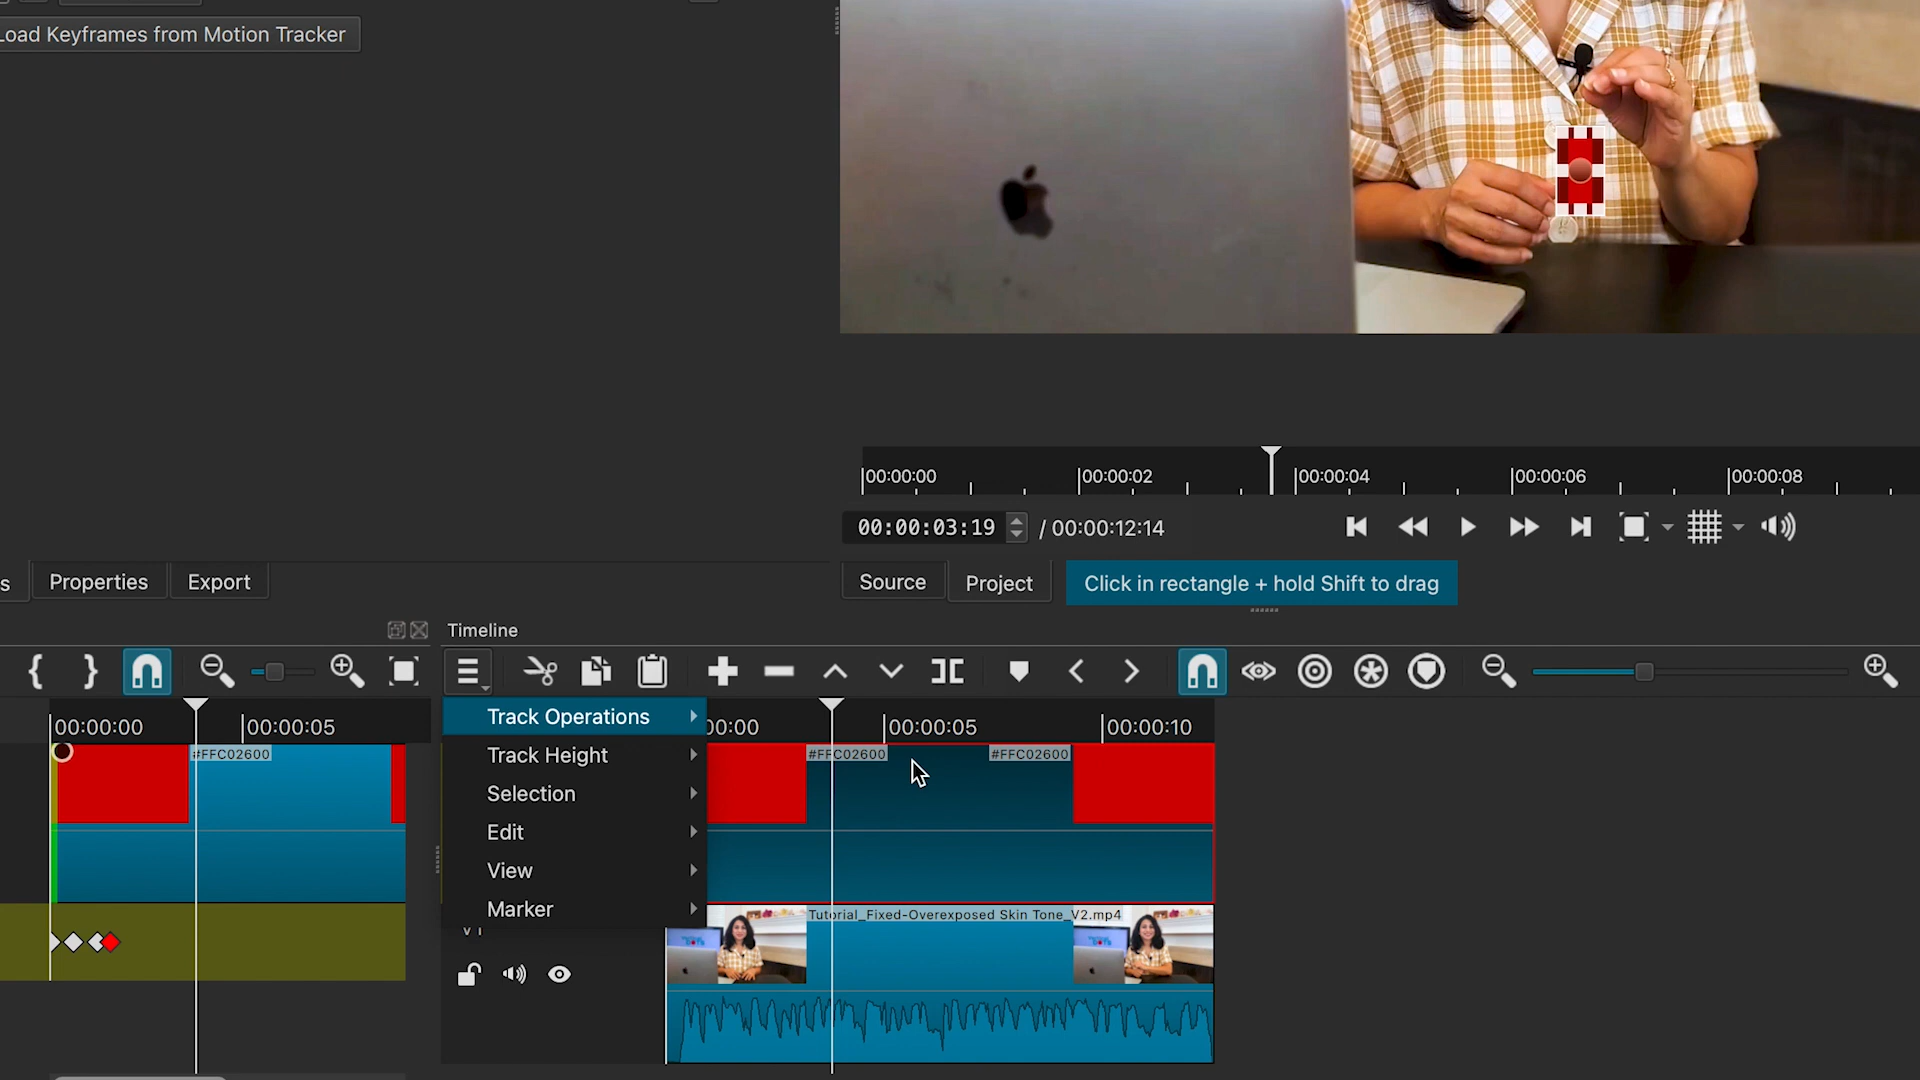 Load Keyframes from Motion Tracker
00:00:00
00:00:02
00:00:04
00:00:06
00:00:08
00:00:03:19
/ 00:00:12:14
s
Properties
Export
Source
Project
Click in rectangle + hold Shift to drag
Timeline
00:00:00
00:00:05
00:00
00:00:05
00:00:10
#FFC02600
#FFC02600
#FFC02600
Track Operations
Track Height
Selection
Edit
View
Marker
V1
Tutorial_Fixed-Overexposed Skin Tone_V2.mp4